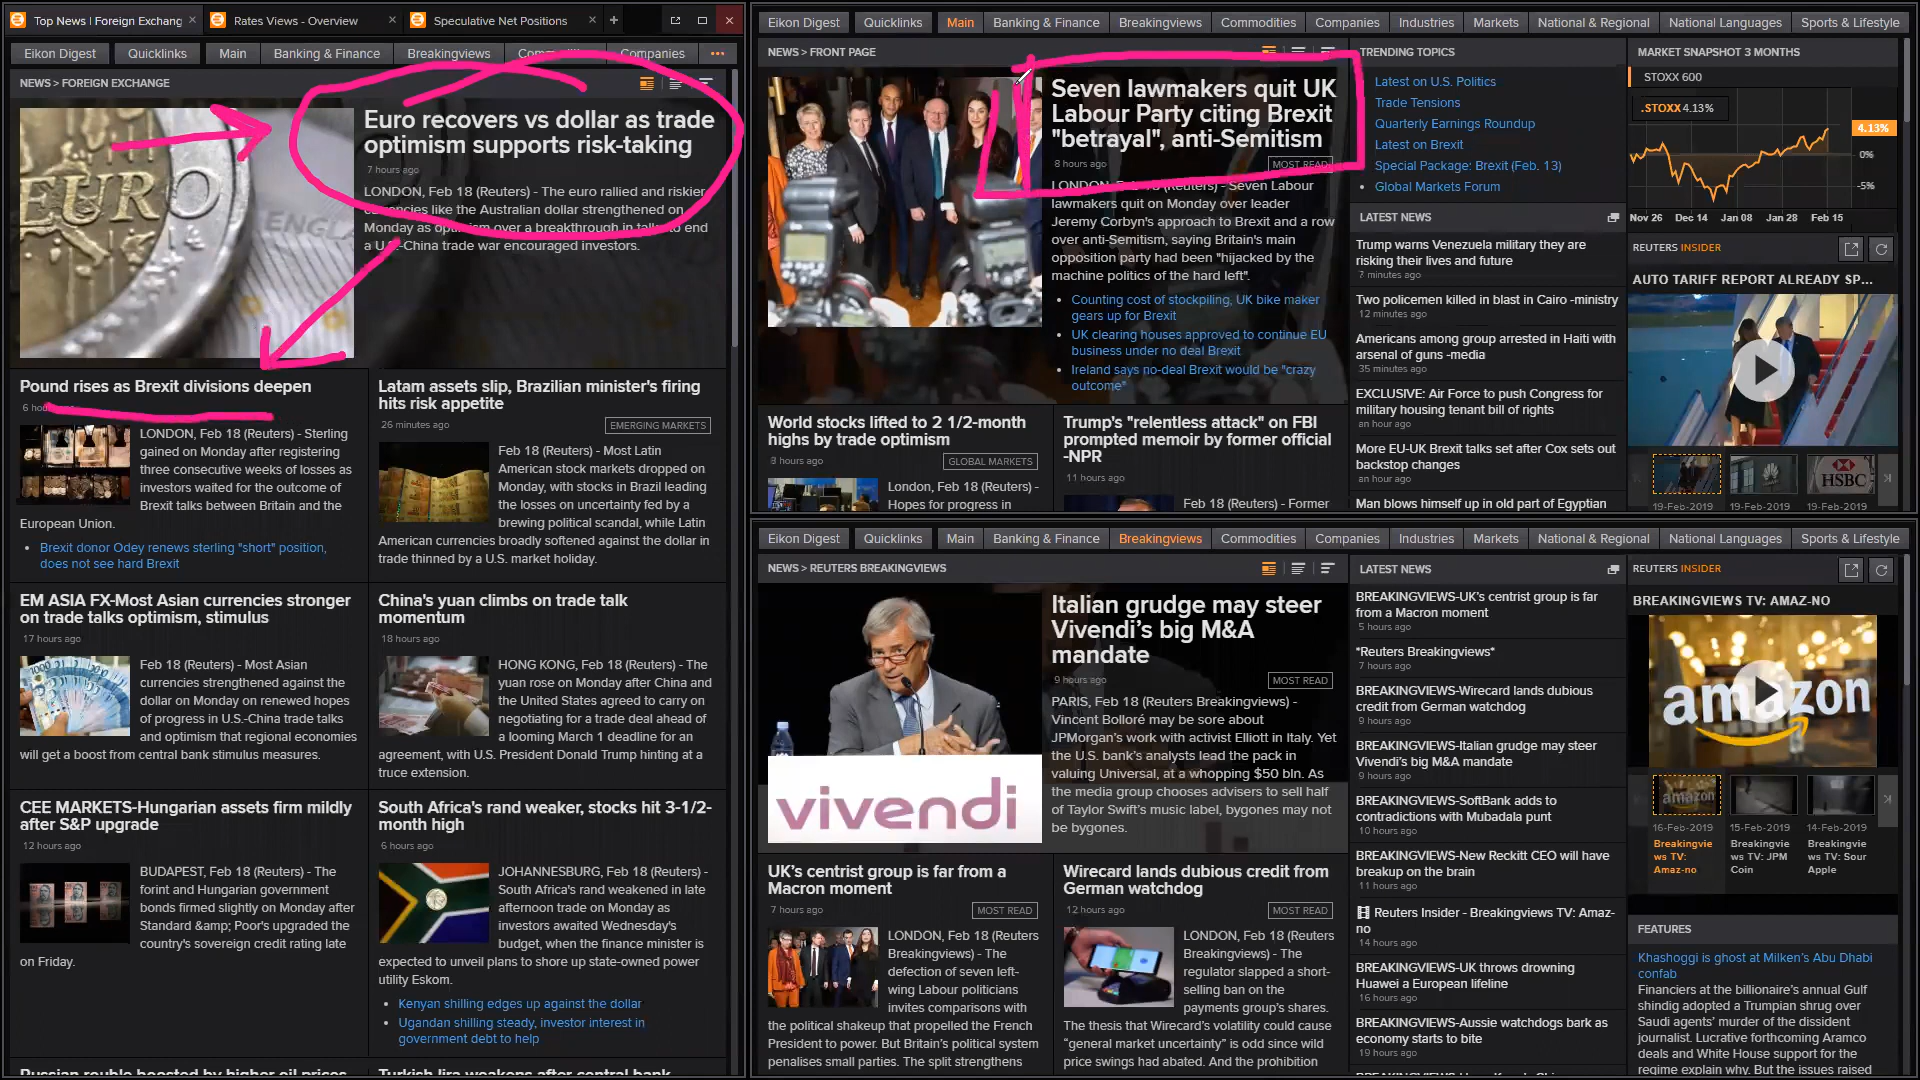 Top News | Foreign Exchang
Rates Views - Overview
Speculative Net Positions
Eikon Digest
Quicklinks
Main
Banking & Finance
Breakingviews
Companies
NEWS > FOREIGN EXCHANGE
Euro recovers vs dollar as trade
optimism supports risk-taking
7 hours ago
LONDON, Feb 18 (Reuters) - The euro rallied and riskier
currencies like the Australian dollar strengthened on
Monday as optimism over a breakthrough in talks to end
a U.S.-China trade war encouraged investors.
Pound rises as Brexit divisions deepen
LONDON, Feb 18 (Reuters) - Sterling
gained on Monday after registering
three consecutive weeks of losses as
investors waited for the outcome of
Brexit talks between Britain and the
European Union.
Brexit donor Odey renews sterling "short" position,
does not see hard Brexit
Latam assets slip, Brazilian minister's firing
hits risk appetite
26 minutes ago
EMERGING MARKETS
Feb 18 (Reuters) - Most Latin
American stock markets dropped on
Monday, with stocks in Brazil leading
the losses on uncertainty fed by a
brewing political scandal, while Latin
American currencies broadly softened against the dollar in
trade thinned by a U.S. market holiday.
EM ASIA FX-Most Asian currencies stronger
on trade talks optimism, stimulus
17 hours ago
Feb 18 (Reuters) - Most Asian
currencies strengthened against the
dollar on Monday on renewed hopes
of progress in U.S.-China trade talks
and optimism that regional economies
will get a boost from central bank stimulus measures.
China's yuan climbs on trade talk
momentum
18 hours ago
HONG KONG, Feb 18 (Reuters) - The
yuan rose on Monday after China and
the United States agreed to carry on
negotiating for a trade deal ahead of
a looming March 1 deadline for an
agreement, with U.S. President Donald Trump hinting at a
truce extension.
CEE MARKETS-Hungarian assets firm mildly
after S&P upgrade
12 hours ago
BUDAPEST, Feb 18 (Reuters) - The
forint and Hungarian government
bonds firmed slightly on Monday after
Standard &amp; Poor's upgraded the
country's sovereign credit rating late
on Friday.
South Africa's rand weaker, stocks hit 3-1/2-
month high
6 hours ago
JOHANNESBURG, Feb 18 (Reuters) -
South Africa's rand weakened in late
afternoon trade on Monday as
investors awaited Wednesday's
budget, when the finance minister is
expected to unveil plans to shore up state-owned power
utility Eskom.
Kenyan shilling edges up against the dollar
Ugandan shilling steady, investor interest in
government debt to help
Russian rouble boosted by higher oil prices
Turkish lira weakens after central bank
Eikon Digest
Quicklinks
Main
Banking & Finance
Breakingviews
Commodities
Companies
Industries
Markets
National & Regional
National Languages
Sports & Lifestyle
NEWS > FRONT PAGE
Seven lawmakers quit UK
Labour Party citing Brexit
"betrayal", anti-Semitism
8 hours ago
MOST READ
LONDON, Feb 18 (Reuters) - Seven Labour
lawmakers quit on Monday over leader
Jeremy Corbyn's approach to Brexit and a row
over anti-Semitism, saying Britain's main
opposition party had been "hijacked by the
machine politics of the hard left".
Counting cost of stockpiling, UK bike maker
gears up for Brexit
UK clearing houses approved to continue EU
business under no deal Brexit
Ireland says no-deal Brexit would be "crazy
outcome"
World stocks lifted to 2 1/2-month
highs by trade optimism
8 hours ago
GLOBAL MARKETS
London, Feb 18 (Reuters) -
Hopes for progress in
Trump's "relentless attack" on FBI
prompted memoir by former official
-NPR
11 hours ago
Feb 18 (Reuters) - Former
TRENDING TOPICS
Latest on U.S. Politics
Trade Tensions
Quarterly Earnings Roundup
Latest on Brexit
Special Package: Brexit (Feb. 13)
Global Markets Forum
LATEST NEWS
Trump warns Venezuela military they are
risking their lives and future
7 minutes ago
Two policemen killed in blast in Cairo -ministry
12 minutes ago
Americans among group arrested in Haiti with
arsenal of guns -media
35 minutes ago
EXCLUSIVE: Air Force to push Congress for
military housing tenant bill of rights
an hour ago
More EU-UK Brexit talks set after Cox sets out
backstop changes
an hour ago
Man blows himself up in old part of Egyptian
MARKET SNAPSHOT 3 MONTHS
STOXX 600
.STOXX 4.13%
4.13%
0%
-5%
Nov 26 Dec 14 Jan 08 Jan 28 Feb 15
REUTERS INSIDER
AUTO TARIFF REPORT ALREADY SP...
HSBC
19-Feb-2019 19-Feb-2019 19-Feb-2019
Eikon Digest
Quicklinks
Main
Banking & Finance
Breakingviews
Commodities
Companies
Industries
Markets
National & Regional
National Languages
Sports & Lifestyle
NEWS > REUTERS BREAKINGVIEWS
Italian grudge may steer
Vivendi's big M&A
mandate
9 hours ago
MOST READ
PARIS, Feb 18 (Reuters Breakingviews) -
Vincent Bolloré may be sore about
JPMorgan's work with activist Elliott in Italy. Yet
the U.S. bank's analysts lead the pack in
valuing Universal, at a whopping $50 bln. As
the media group chooses advisers to sell half
of Taylor Swift's music label, bygones may not
be bygones.
vivendi
UK's centrist group is far from a
Macron moment
7 hours ago
MOST READ
LONDON, Feb 18 (Reuters
Breakingviews) - The
defection of seven left-
wing Labour politicians
invites comparisons with
the political shakeup that propelled the French
President to power. But Britain's political system
penalises small parties. The split strengthens
Wirecard lands dubious credit from
German watchdog
12 hours ago
MOST READ
LONDON, Feb 18 (Reuters
Breakingviews) - The
regulator slapped a short-
selling ban on the
payments group's shares.
The thesis that Wirecard's volatility could cause
"general market uncertainty" is odd since wild
price swings had abated. And the prohibition
LATEST NEWS
BREAKINGVIEWS-UK's centrist group is far
from a Macron moment
5 hours ago
*Reuters Breakingviews*
7 hours ago
BREAKINGVIEWS-Wirecard lands dubious
credit from German watchdog
9 hours ago
BREAKINGVIEWS-Italian grudge may steer
Vivendi's big M&A mandate
9 hours ago
BREAKINGVIEWS-SoftBank adds to
contradictions with Mubadala punt
10 hours ago
BREAKINGVIEWS-New Reckitt CEO will have
breakup on the brain
11 hours ago
Reuters Insider - Breakingviews TV: Amaz-
no
14 hours ago
BREAKINGVIEWS-UK throws drowning
Huawei a European lifeline
16 hours ago
BREAKINGVIEWS-Aussie watchdogs bark as
economy starts to bite
19 hours ago
REUTERS INSIDER
BREAKINGVIEWS TV: AMAZ-NO
amazon
amazon
16-Feb-2019 15-Feb-2019 14-Feb-2019
Breakingvie
ws TV:
Amaz-no
Breakingvie
ws TV: JPM
Coin
Breakingvie
ws TV: Sour
Apple
FEATURES
Khashoggi is ghost at Milken's Abu Dhabi
confab
Financiers at the billionaire's annual Gulf
shindig adopted a Trumpian shrug over
Saudi agents' murder of the dissident
journalist. Lucrative forthcoming Aramco
deals and White House support for the
regime explain why. But the issues raised